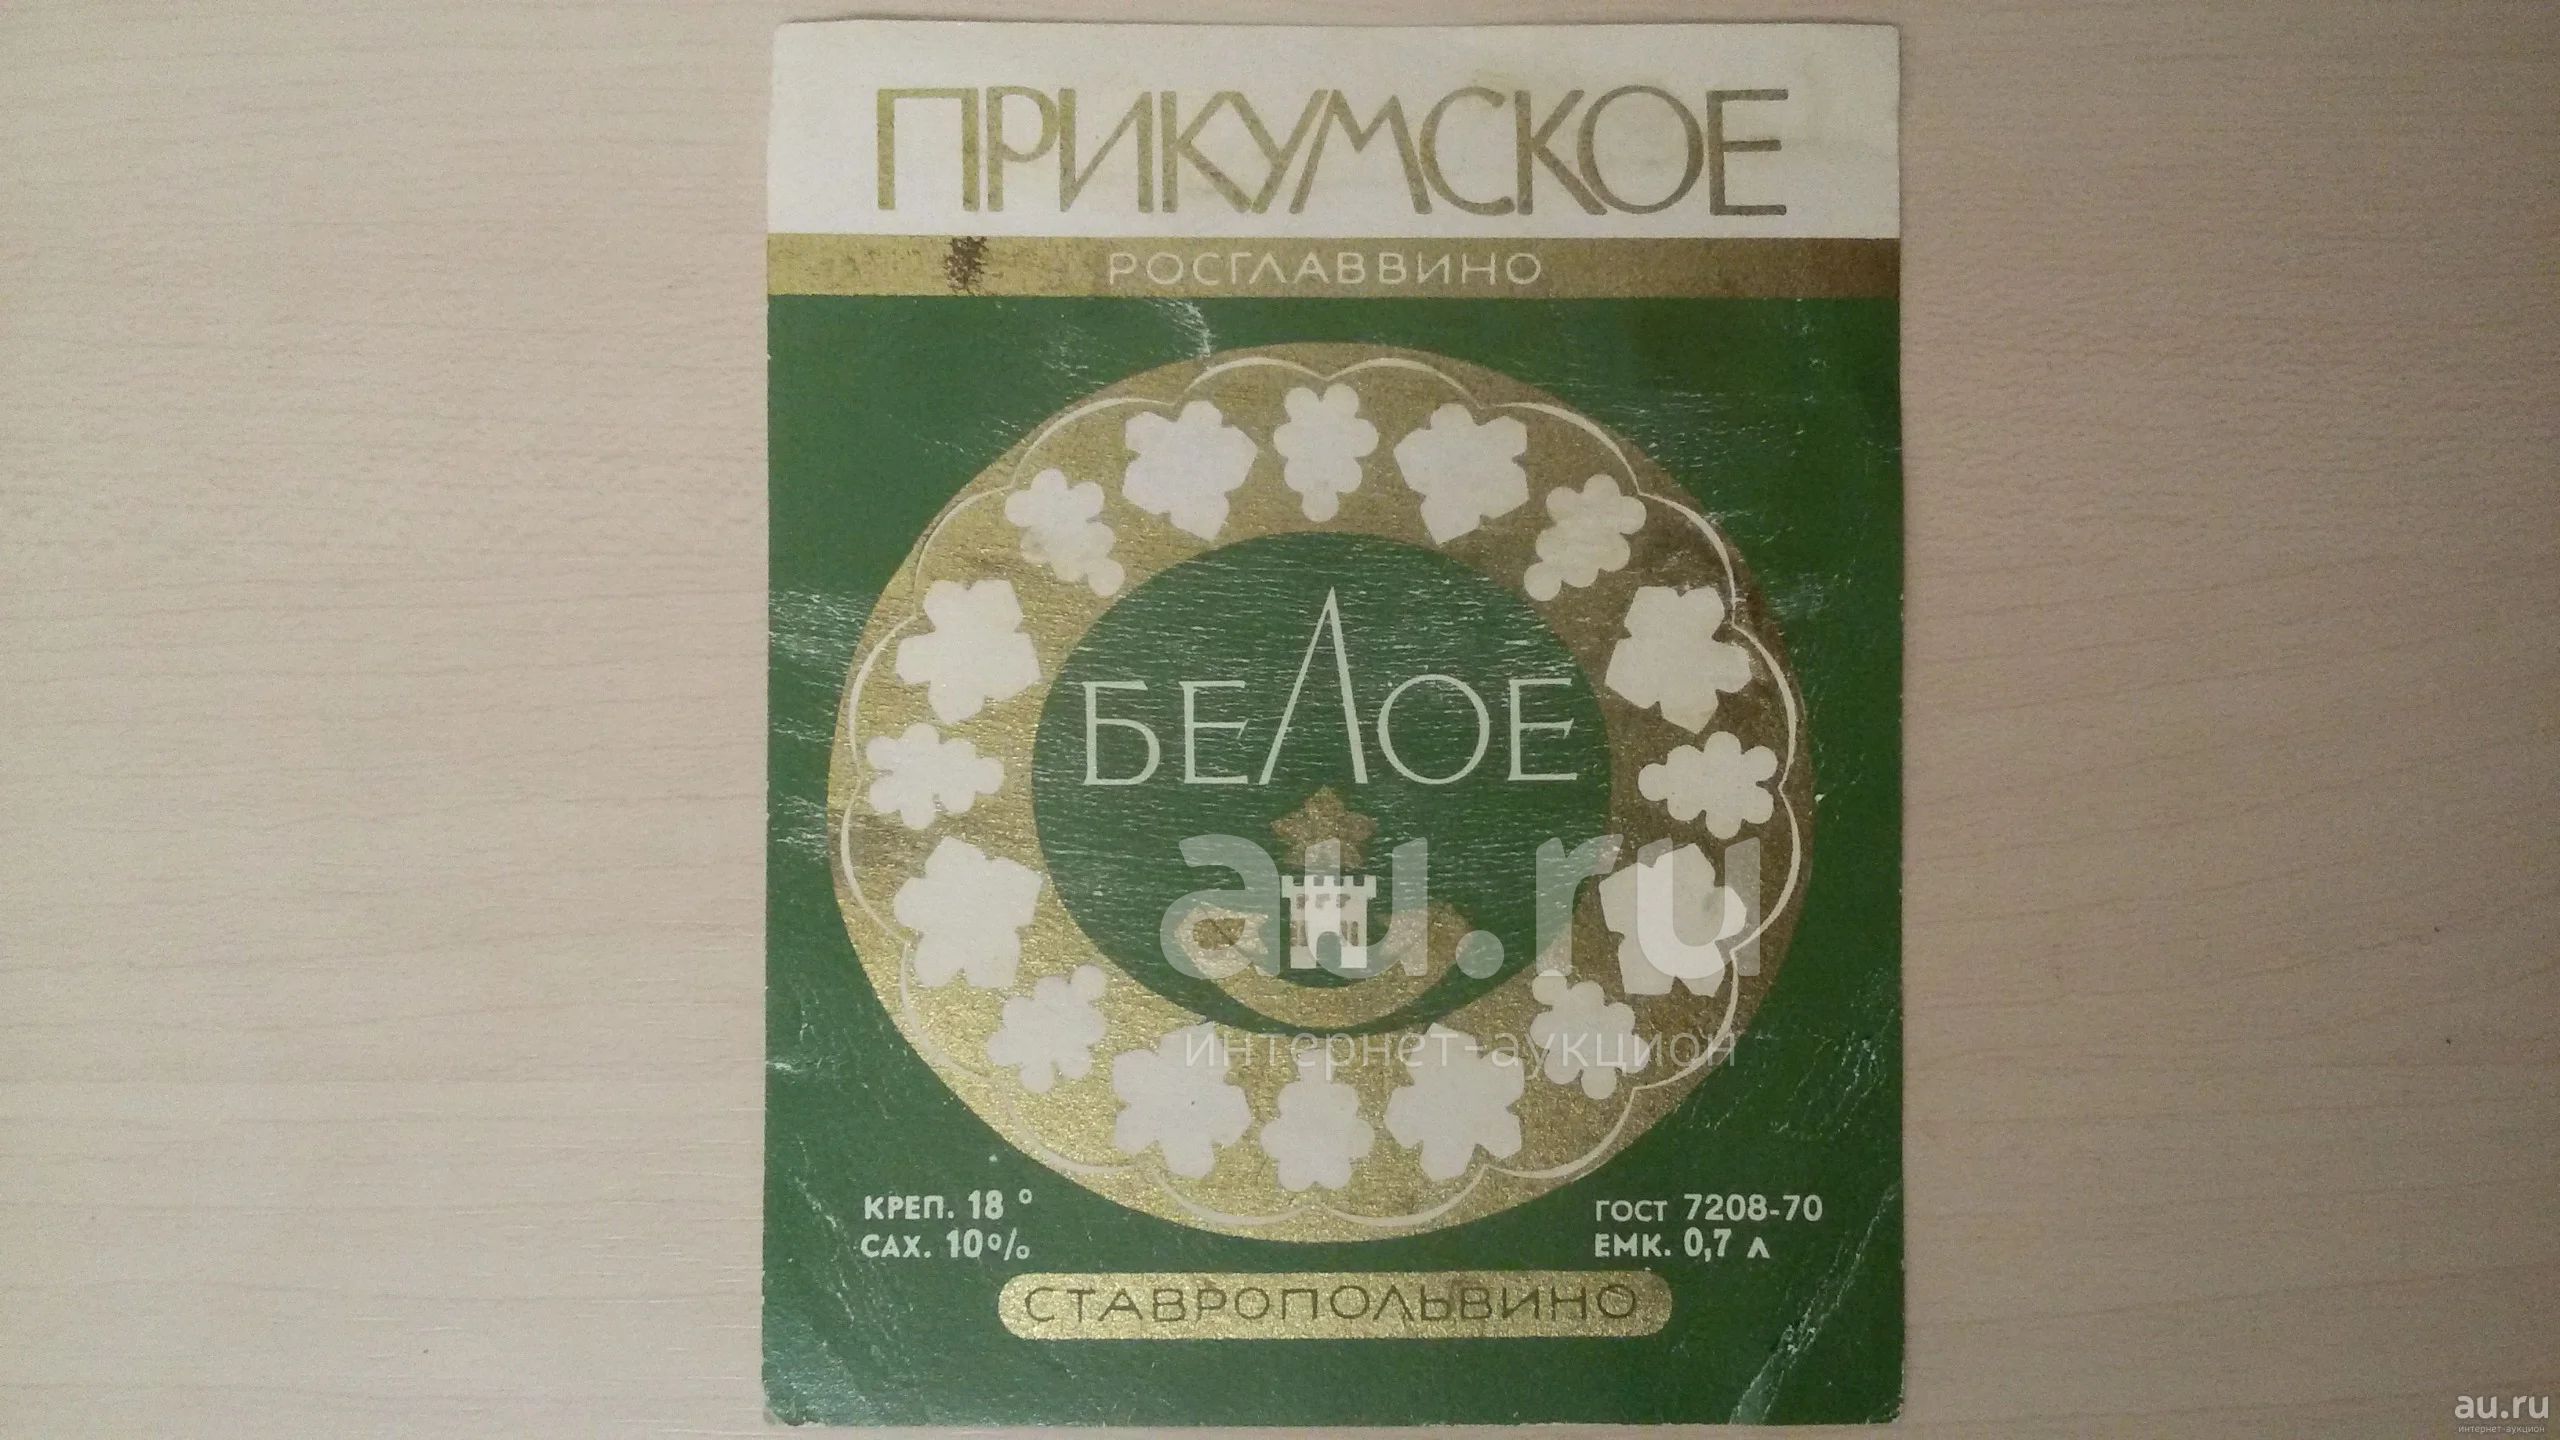 ПРИКУМСКОЕ
РОСГЛАВВИНО
БЕЛОЕ
au.ru
интернет-аукцион
КРЕП. 18°
САХ. 10%
ГОСТ 7208-70
ЕМК. 0,7 Л
СТАВРОПОЛЬВИНО
au.ru
интернет-аукцион